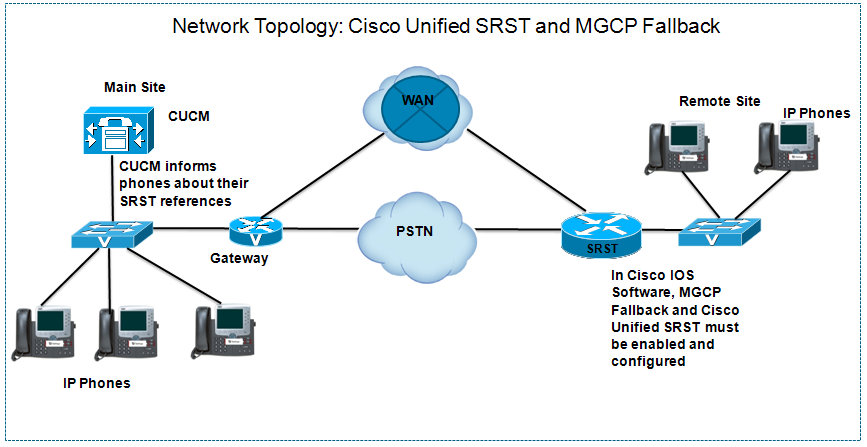 Network Topology: Cisco Unified SRST and MGCP Fallback
Main Site
CUCM
CUCM informs
phones about their
SRST references
WAN
Remote Site
IP Phones
Gateway
PSTN
SRST
In Cisco IOS
Software, MGCP
Fallback and Cisco
Unified SRST must
be enabled and
configured
IP Phones
V
V
V